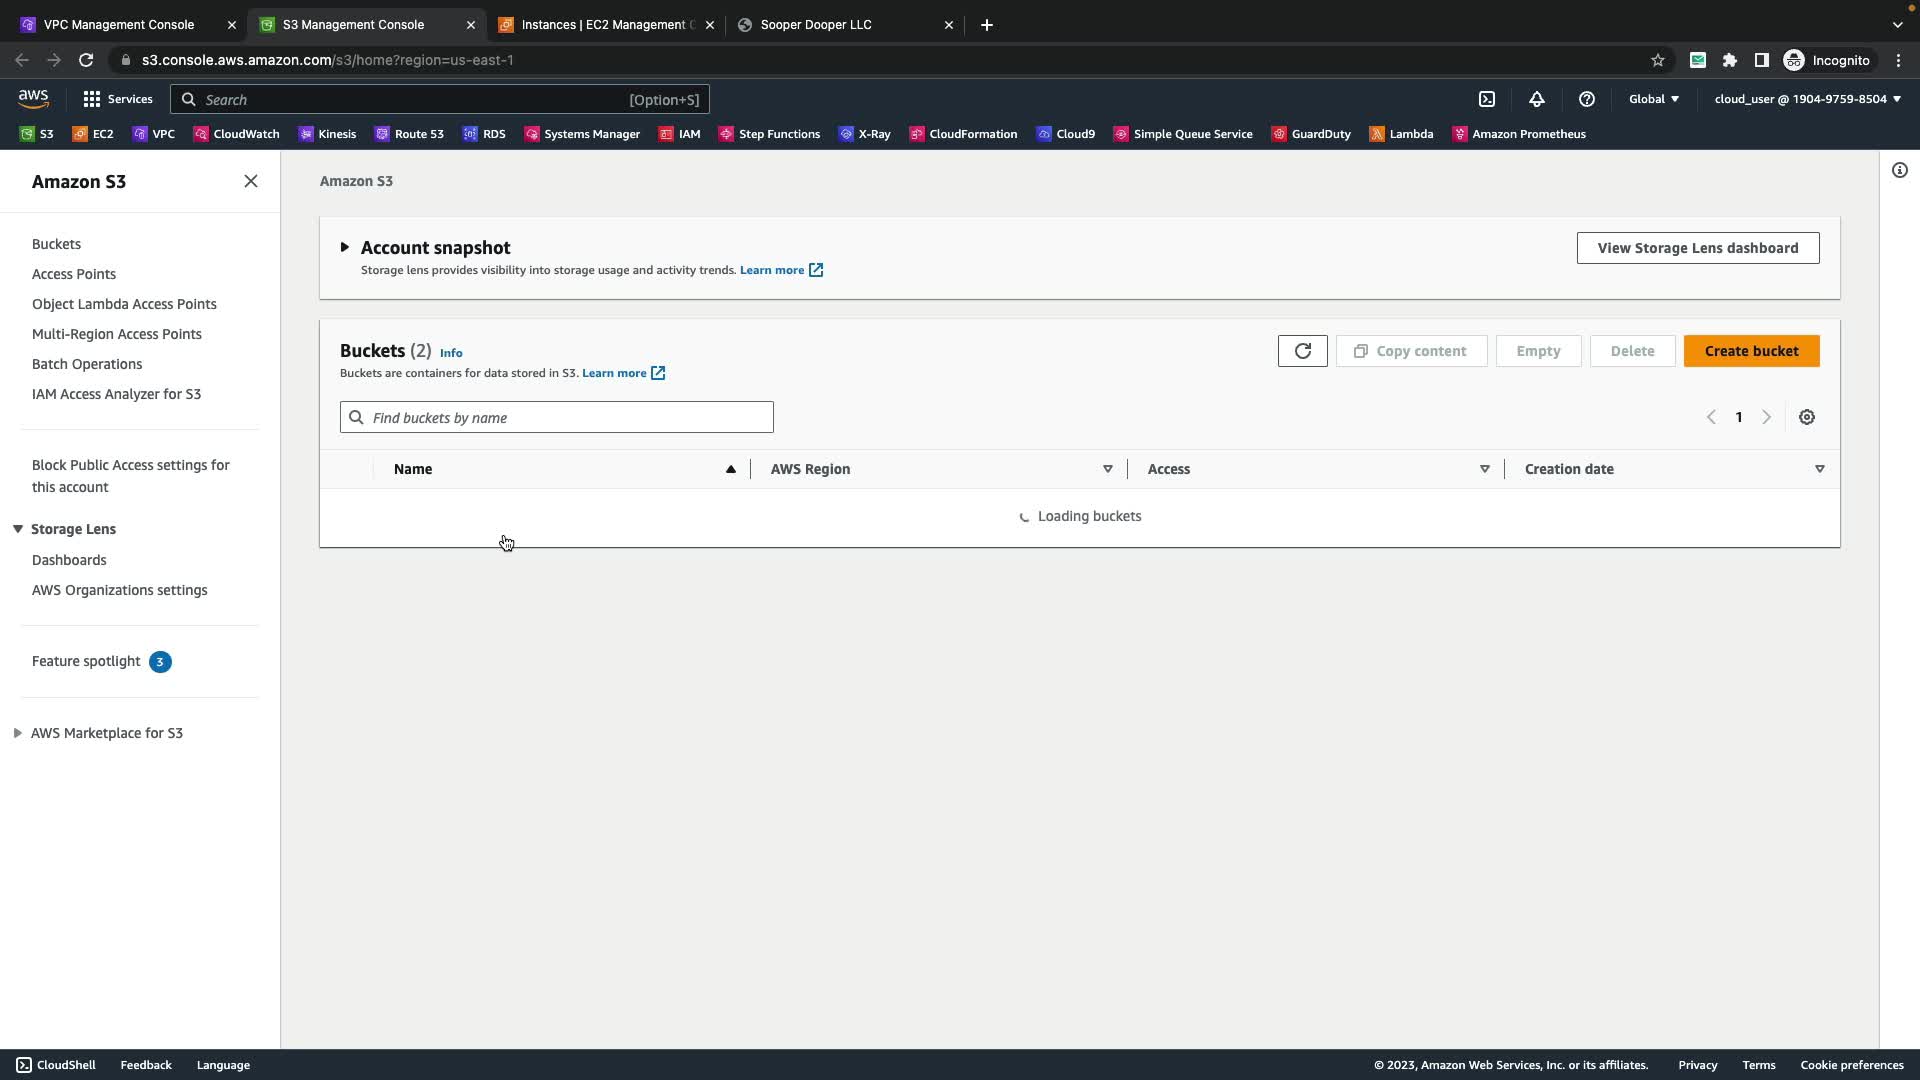 VPC Management Console
S3 Management Console
Instances | EC2 Management C
Sooper Dooper LLC
s3.console.aws.amazon.com/s3/home?region=us-east-1
Incognito
aws
Services
Search
[Option+S]
Global
cloud_user @ 1904-9759-8504
S3
EC2
VPC
CloudWatch
Kinesis
Route 53
RDS
Systems Manager
IAM
Step Functions
X-Ray
CloudFormation
Cloud9
Simple Queue Service
GuardDuty
Lambda
Amazon Prometheus
Amazon S3
Buckets
Access Points
Object Lambda Access Points
Multi-Region Access Points
Batch Operations
IAM Access Analyzer for S3
Block Public Access settings for
this account
Storage Lens
Dashboards
AWS Organizations settings
Feature spotlight 3
AWS Marketplace for S3
Amazon S3
Account snapshot
Storage lens provides visibility into storage usage and activity trends. Learn more
View Storage Lens dashboard
Buckets (2) Info
Buckets are containers for data stored in S3. Learn more
Copy content
Empty
Delete
Create bucket
Find buckets by name
1
Name
AWS Region
Access
Creation date
Loading buckets
CloudShell
Feedback
Language
© 2023, Amazon Web Services, Inc. or its affiliates.
Privacy
Terms
Cookie preferences